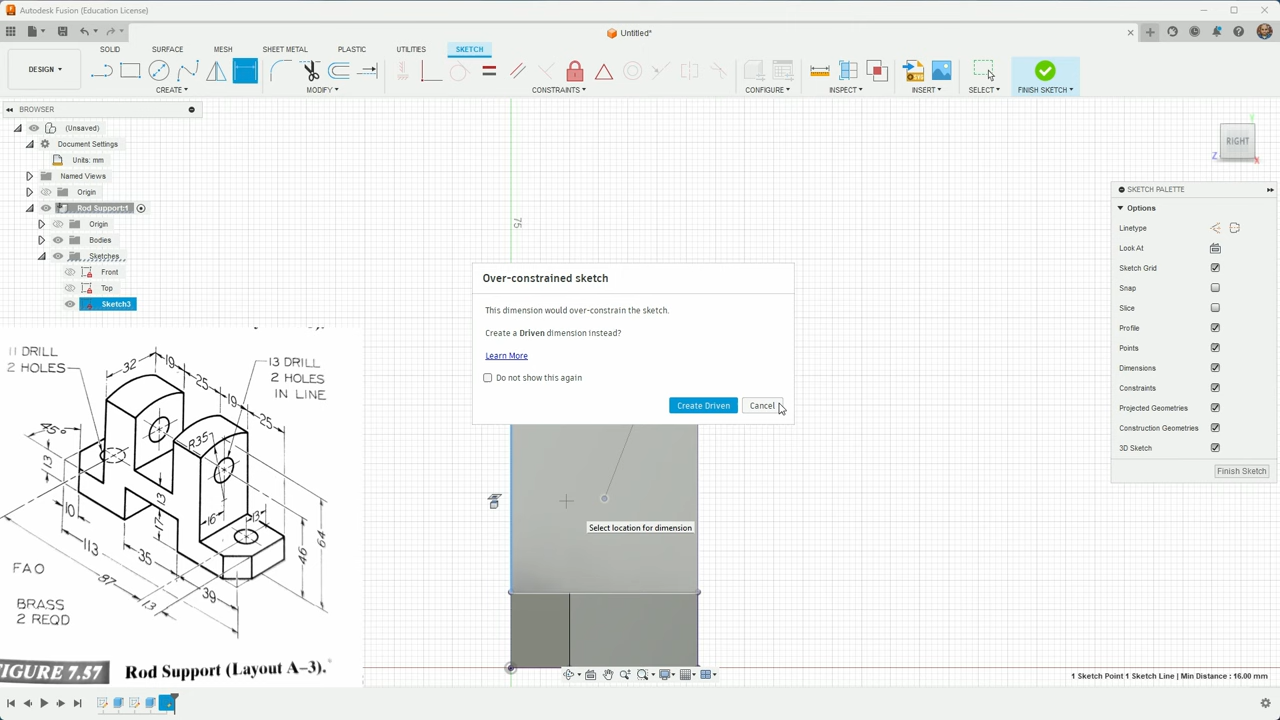 Autodesk Fusion (Education License)
Untitled*
SOLID SURFACE MESH SHEET METAL PLASTIC UTILITIES SKETCH
DESIGN
CREATE MODIFY CONSTRAINTS CONFIGURE INSPECT INSERT SELECT FINISH SKETCH
BROWSER
(Unsaved)
Document Settings
Units: mm
Named Views
Origin
Rod Support:1
Origin
Bodies
Sketches
Front
Top
Sketch3
75
RIGHT
Z
X
Y
SKETCH PALETTE
Options
Linetype
Look At
Sketch Grid
Snap
Slice
Profile
Points
Dimensions
Constraints
Projected Geometries
Construction Geometries
3D Sketch
Finish Sketch
Over-constrained sketch
This dimension would over-constrain the sketch.
Create a Driven dimension instead?
Learn More
Do not show this again
Create Driven Cancel
Select location for dimension
11 DRILL
2 HOLES
13 DRILL
2 HOLES
IN LINE
32
19
25
19
25
45°
13
R35
13
10
17
16
13
113
35
87
13
39
46
64
FAO
BRASS
2 REQD
FIGURE 7.57 Rod Support (Layout A–3).
1 Sketch Point 1 Sketch Line | Min Distance : 16.00 mm